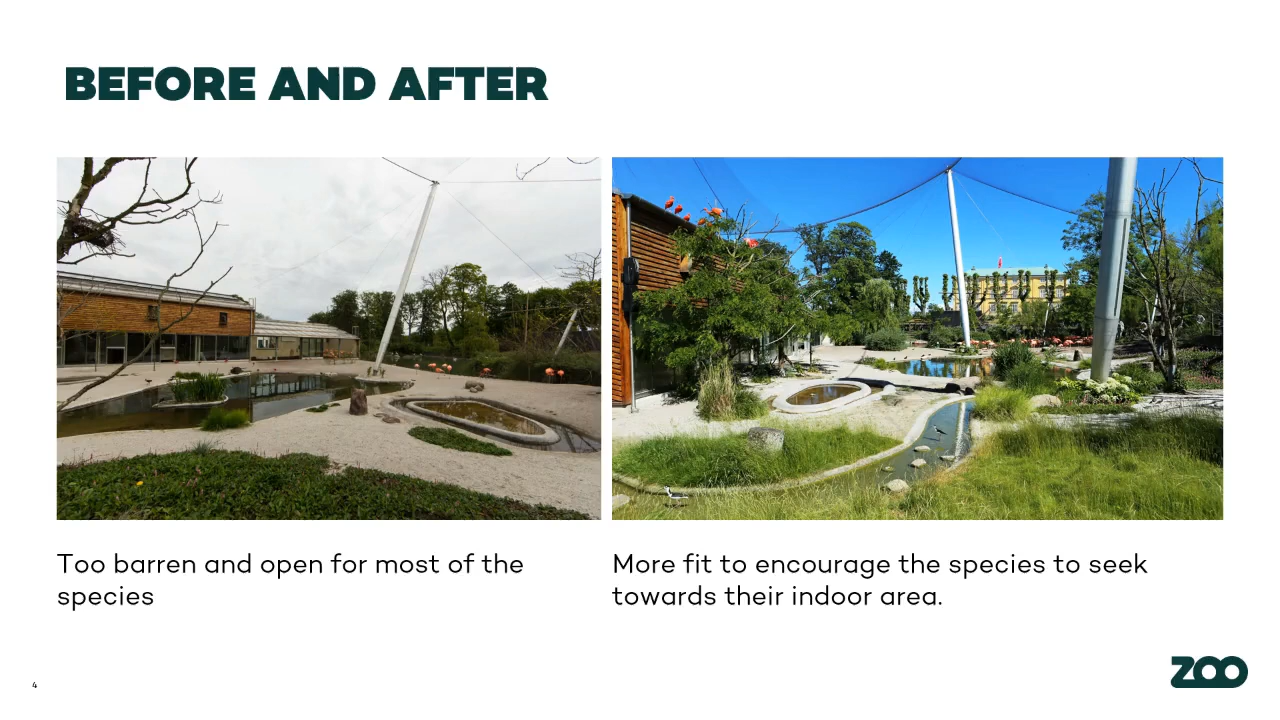 BEFORE AND AFTER
Too barren and open for most of the
species
More fit to encourage the species to seek
towards their indoor area.
4
ZOO